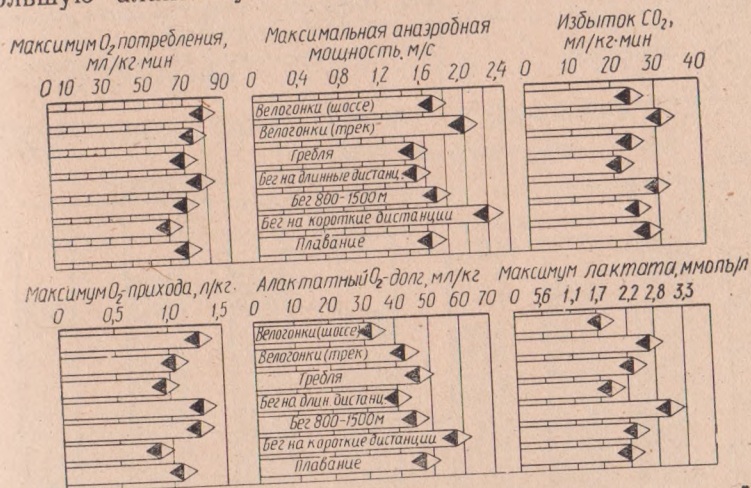 Максимум O₂ потребления,
мл/кг·мин
0 10 30 50 70 90
Максимальная анаэробная
мощность, м/с
0 0,4 0,8 1,2 1,6 2,0 2,4
Избыток CO₂,
мл/кг·мин
0 10 20 30 40
Велогонки (шоссе)
Велогонки (трек)
Гребля
Бег на длинные дистанц.
Бег 800-1500м
Бег на короткие дистанции
Плавание
Максимум O₂-прихода, л/кг.
0 0,5 1,0 1,5
Алактатный O₂-долг, мл/кг
0 10 20 30 40 50 60 70
Максимум лактата, ммоль/л
0 5,6 1,1 1,7 2,2 2,8 3,3
Велогонки (шоссе)
Велогонки (трек)
Гребля
Бег на длин. дистанц.
Бег 800-1500м
Бег на короткие дистанции
Плавание